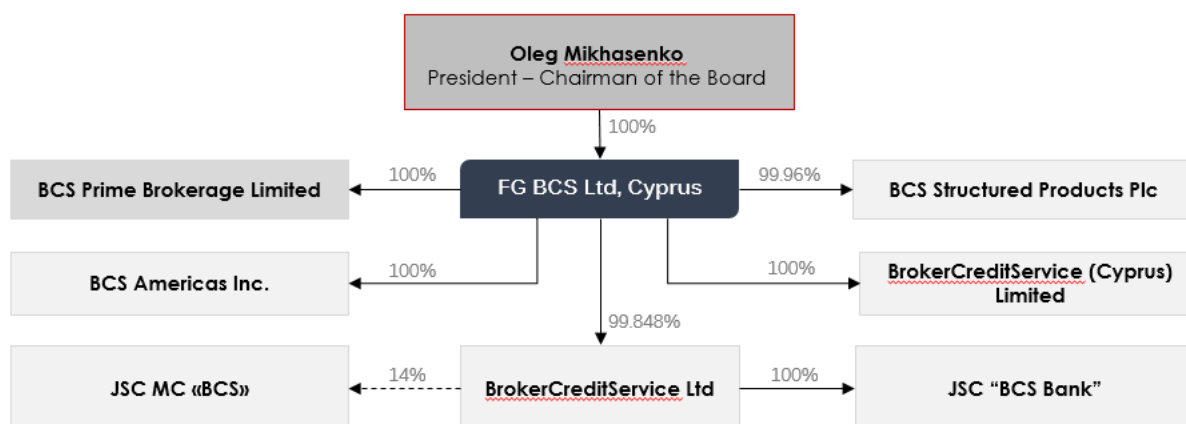 Oleg Mikhasenko
President – Chairman of the Board
100%
BCS Prime Brokerage Limited
100%
FG BCS Ltd, Cyprus
99.96%
BCS Structured Products Plc
BCS Americas Inc.
100%
100%
BrokerCreditService (Cyprus)
Limited
99.848%
JSC MC «BCS»
14%
BrokerCreditService Ltd
100%
JSC “BCS Bank”